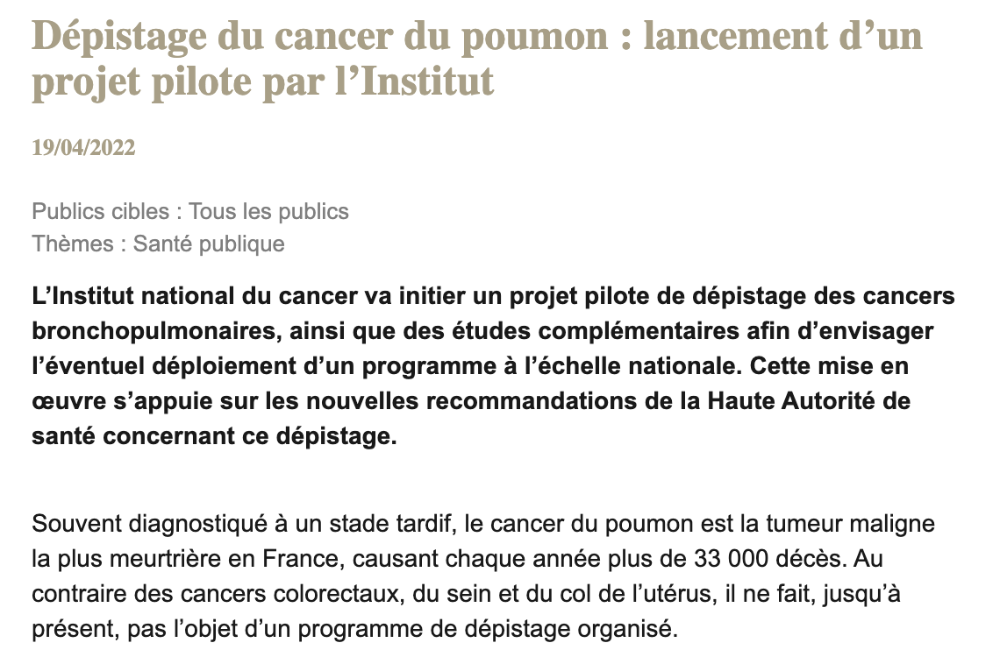 Dépistage du cancer du poumon : lancement d’un
projet pilote par l’Institut
19/04/2022
Publics cibles : Tous les publics
Thèmes : Santé publique
L’Institut national du cancer va initier un projet pilote de dépistage des cancers
bronchopulmonaires, ainsi que des études complémentaires afin d’envisager
l’éventuel déploiement d’un programme à l’échelle nationale. Cette mise en
œuvre s’appuie sur les nouvelles recommandations de la Haute Autorité de
santé concernant ce dépistage.
Souvent diagnostiqué à un stade tardif, le cancer du poumon est la tumeur maligne
la plus meurtrière en France, causant chaque année plus de 33 000 décès. Au
contraire des cancers colorectaux, du sein et du col de l’utérus, il ne fait, jusqu’à
présent, pas l’objet d’un programme de dépistage organisé.